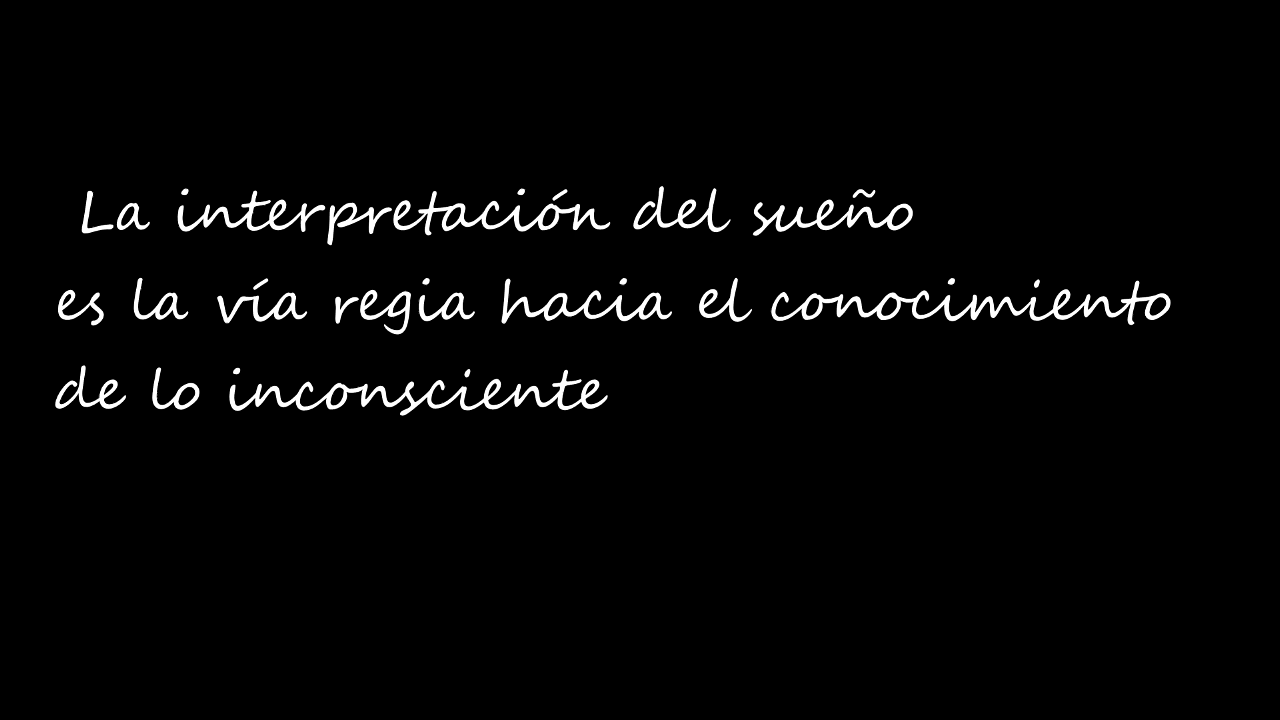 La interpretación del sueño
es la vía regia hacia el conocimiento
de lo inconsciente